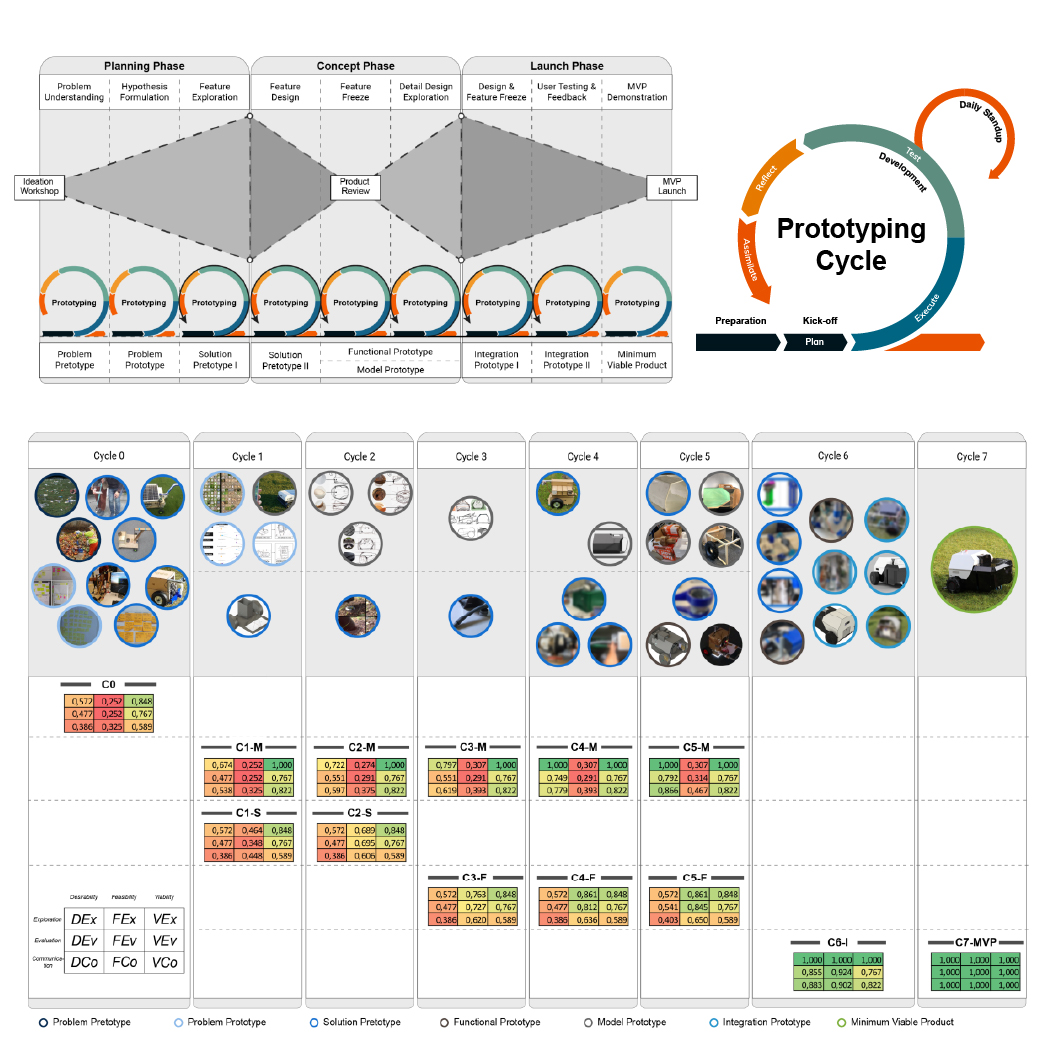 Planning Phase
Concept Phase
Launch Phase
Problem
Understanding
Hypothesis
Formulation
Feature
Exploration
Feature
Design
Feature
Freeze
Detail Design
Exploration
Design &
Feature Freeze
User Testing &
Feedback
MVP
Demonstration
Ideation
Workshop
Product
Review
MVP
Launch
Prototyping
Prototyping
Prototyping
Prototyping
Prototyping
Prototyping
Prototyping
Prototyping
Prototyping
Problem
Pretotype
Problem
Prototype
Solution
Pretotype I
Solution
Pretotype II
Functional Prototype
Model Prototype
Integration
Prototype I
Integration
Prototype II
Minimum
Viable Product
Daily Standup
Test
Development
Reflect
Assimilate
Prototyping
Cycle
Execute
Preparation
Kick-off
Plan
Cycle 0
Cycle 1
Cycle 2
Cycle 3
Cycle 4
Cycle 5
Cycle 6
Cycle 7
C0
0,572 0,252 0,848
0,477 0,252 0,767
0,386 0,325 0,589
C1-M
0,674 0,252 1,000
0,477 0,252 0,767
0,538 0,325 0,822
C2-M
0,722 0,274 1,000
0,551 0,291 0,767
0,597 0,375 0,822
C3-M
0,797 0,307 1,000
0,551 0,291 0,767
0,619 0,393 0,822
C4-M
1,000 0,307 1,000
0,749 0,291 0,767
0,779 0,393 0,822
C5-M
1,000 0,307 1,000
0,792 0,314 0,767
0,866 0,467 0,822
C1-S
0,572 0,464 0,848
0,477 0,348 0,767
0,386 0,448 0,589
C2-S
0,572 0,689 0,848
0,477 0,695 0,767
0,386 0,606 0,589
C3-F
0,572 0,763 0,848
0,477 0,727 0,767
0,386 0,620 0,589
C4-F
0,572 0,861 0,848
0,477 0,812 0,767
0,386 0,636 0,589
C5-F
0,572 0,861 0,848
0,541 0,845 0,767
0,403 0,650 0,589
Desirability Feasibility Viability
Exploration DEx FEx VEx
Evaluation DEv FEv VEv
Communica-
tion
DCo FCo VCo
C6-I
1,000 1,000 1,000
0,855 0,924 0,767
0,883 0,902 0,822
C7-MVP
1,000 1,000 1,000
1,000 1,000 1,000
1,000 1,000 1,000
Problem Pretotype
Problem Prototype
Solution Pretotype
Functional Prototype
Model Prototype
Integration Prototype
Minimum Viable Product